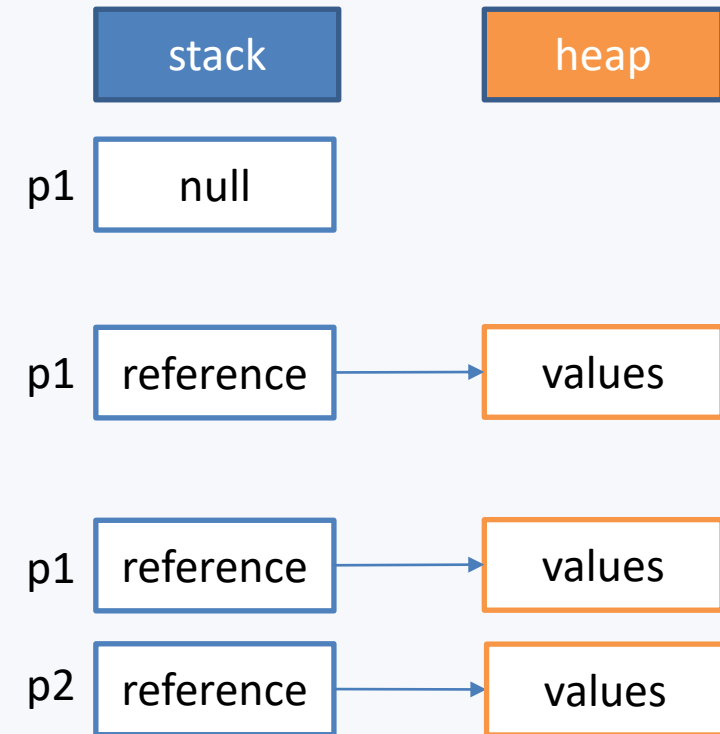 stack heap
p1 null
p1 reference values
p1 reference values
p2 reference values